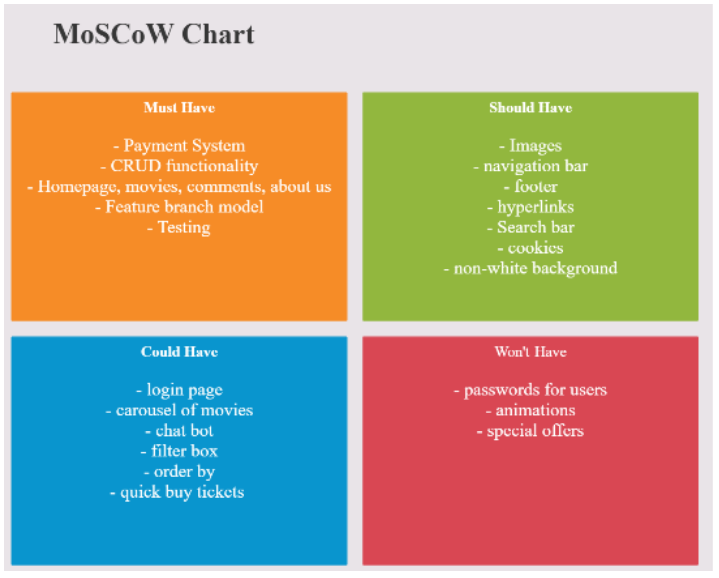 MoSCoW Chart
Must Have
- Payment System
- CRUD functionality
- Homepage, movies, comments, about us
- Feature branch model
- Testing
Should Have
- Images
- navigation bar
- footer
- hyperlinks
- Search bar
- cookies
- non-white background
Could Have
- login page
- carousel of movies
- chat bot
- filter box
- order by
- quick buy tickets
Won't Have
- passwords for users
- animations
- special offers